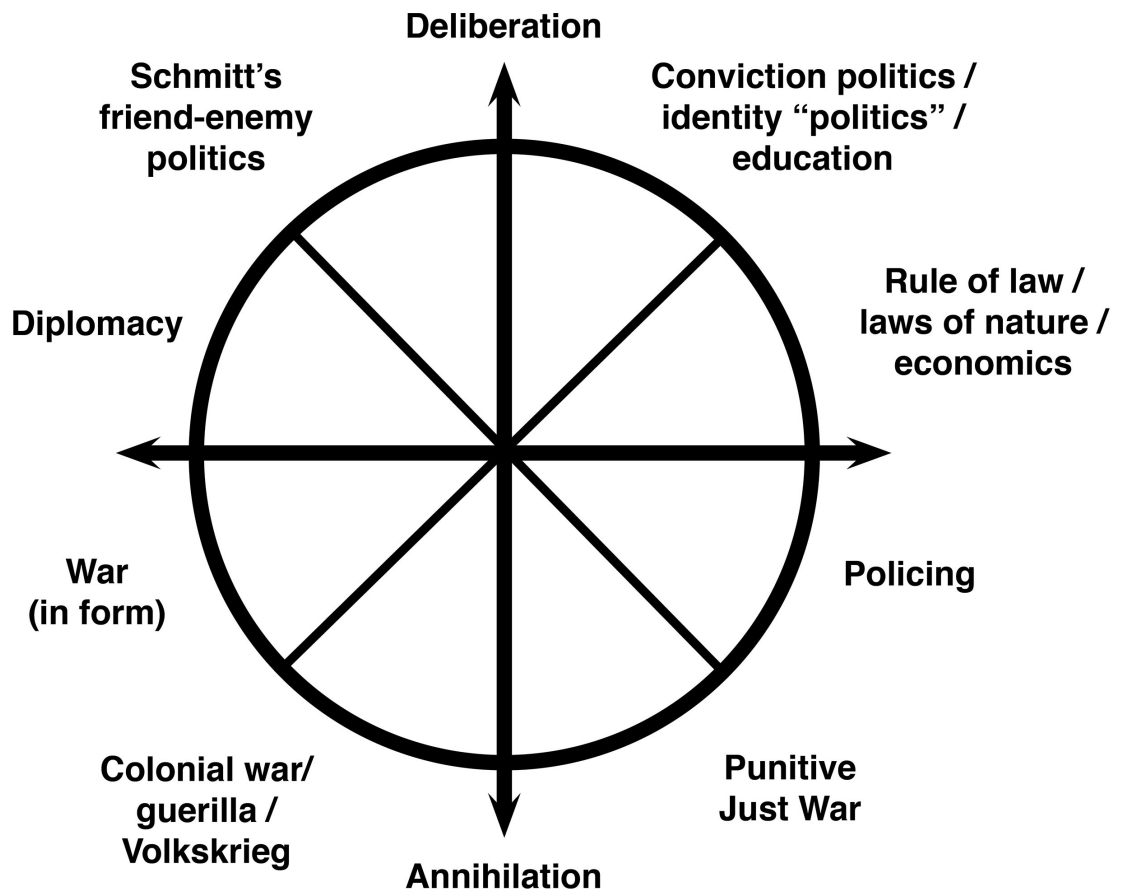 Deliberation
Schmitt’s
friend-enemy
politics
Conviction politics /
identity “politics” /
education
Diplomacy
Rule of law /
laws of nature /
economics
War
(in form)
Policing
Colonial war/
guerilla /
Volkskrieg
Punitive
Just War
Annihilation